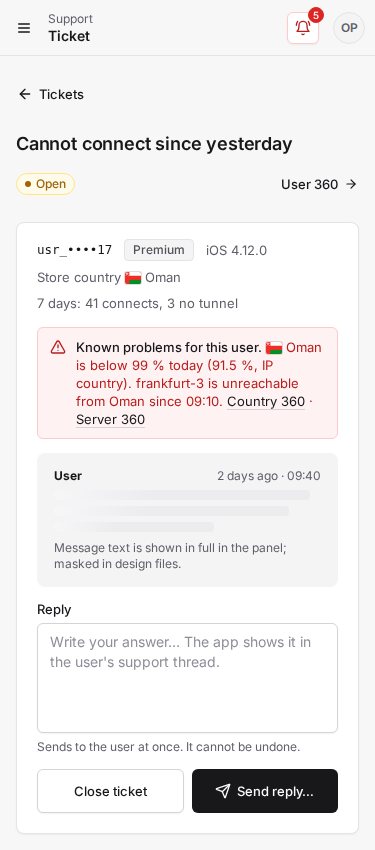 Support
Ticket
5
OP
← Tickets
Cannot connect since yesterday
Open
User 360 →
usr_••••17 Premium iOS 4.12.0
Store country 🇴🇲 Oman
7 days: 41 connects, 3 no tunnel
Known problems for this user. 🇴🇲 Oman
is below 99 % today (91.5 %, IP
country). frankfurt-3 is unreachable
from Oman since 09:10. Country 360 ·
Server 360
User 2 days ago · 09:40
Message text is shown in full in the panel;
masked in design files.
Reply
Write your answer... The app shows it in
the user's support thread.
Sends to the user at once. It cannot be undone.
Close ticket
Send reply...